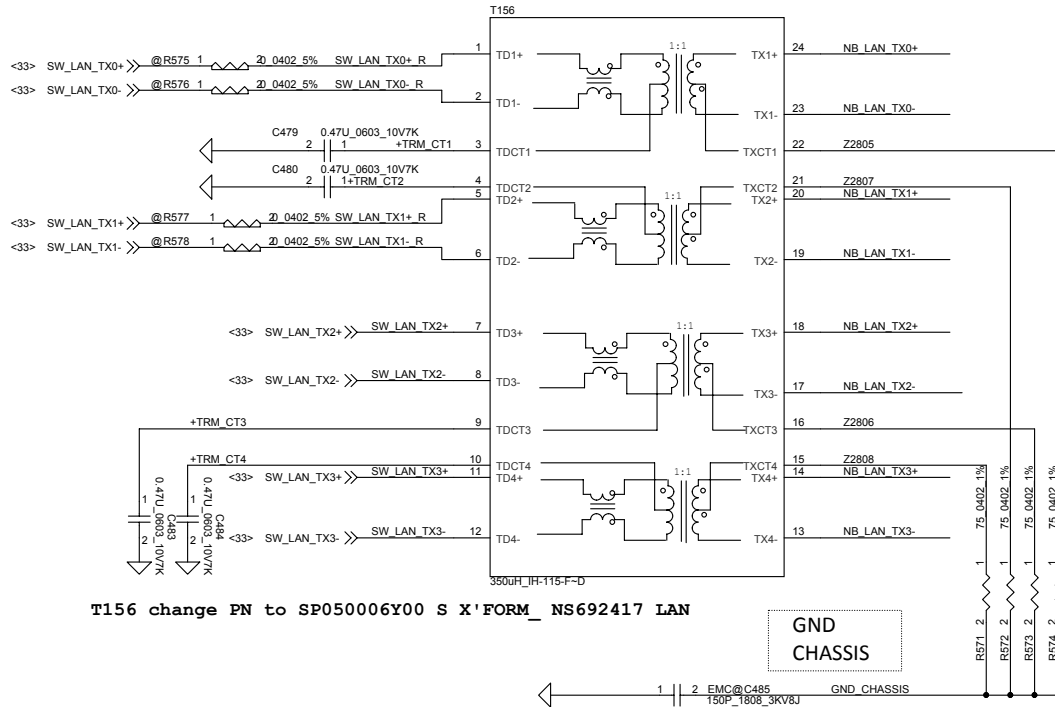 T156
<33> SW_LAN_TX0+ @R575 1 2 0_0402_5% SW_LAN_TX0+_R 1 TD1+ 1:1 TX1+ 24 NB_LAN_TX0+
<33> SW_LAN_TX0- @R576 1 2 0_0402_5% SW_LAN_TX0-_R 2 TD1- TX1- 23 NB_LAN_TX0-
C479 0.47U_0603_10V7K
2 1 +TRM_CT1 3 TDCT1 TXCT1 22 Z2805
C480 0.47U_0603_10V7K
2 1 +TRM_CT2 4 TDCT2 1:1 TXCT2 21 Z2807
5 TD2+ TX2+ 20 NB_LAN_TX1+
<33> SW_LAN_TX1+ @R577 1 2 0_0402_5% SW_LAN_TX1+_R
<33> SW_LAN_TX1- @R578 1 2 0_0402_5% SW_LAN_TX1-_R
6 TD2- TX2- 19 NB_LAN_TX1-
<33> SW_LAN_TX2+ SW_LAN_TX2+ 7 TD3+ 1:1 TX3+ 18 NB_LAN_TX2+
<33> SW_LAN_TX2- SW_LAN_TX2- 8 TD3- TX3- 17 NB_LAN_TX2-
+TRM_CT3 9 TDCT3 TXCT3 16 Z2806
+TRM_CT4 10 TDCT4 1:1 TXCT4 15 Z2808
<33> SW_LAN_TX3+ SW_LAN_TX3+ 11 TD4+ TX4+ 14 NB_LAN_TX3+
<33> SW_LAN_TX3- SW_LAN_TX3- 12 TD4- TX4- 13 NB_LAN_TX3-
1 2 C483 0.47U_0603_10V7K
1 2 C484 0.47U_0603_10V7K
350uH_IH-115-F~D
R571 2 1 75_0402_1%
R572 2 1 75_0402_1%
R573 2 1 75_0402_1%
R574 2 1 75_0402_1%
T156 change PN to SP050006Y00 S X'FORM_ NS692417 LAN
GND
CHASSIS
1 2 EMC@C485 GND_CHASSIS
150P_1808_3KV8J